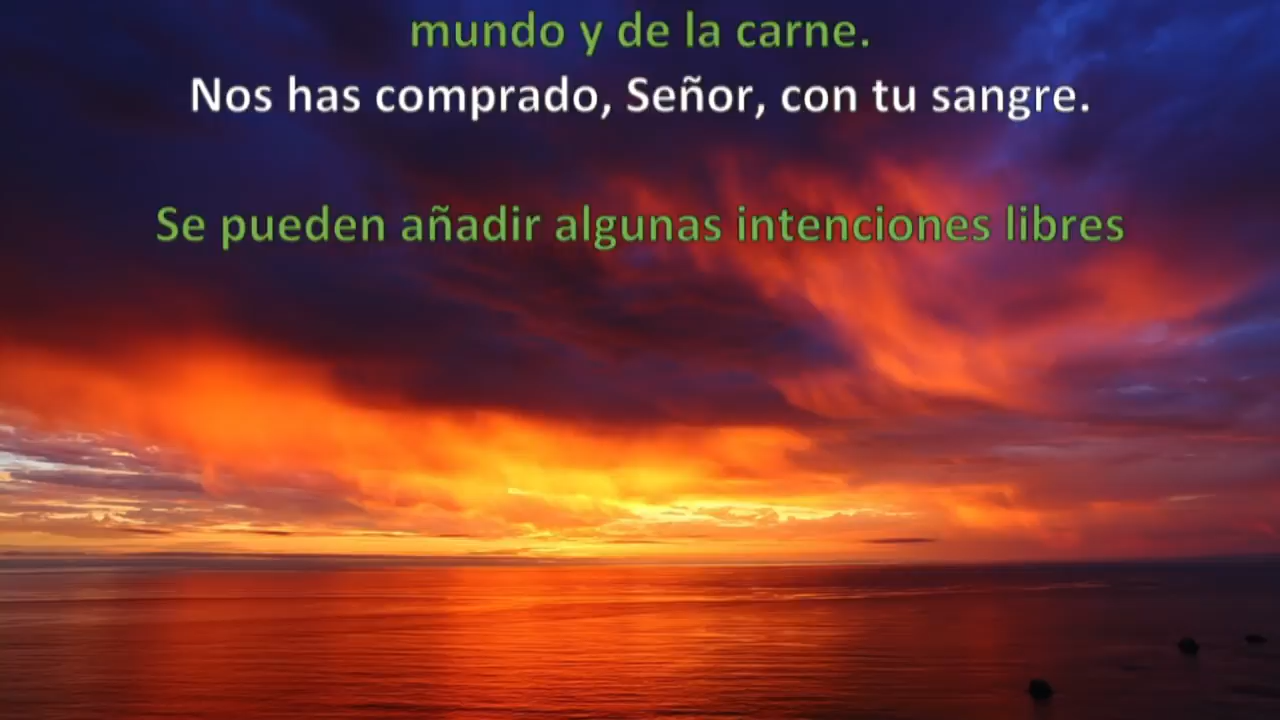 mundo y de la carne.
Nos has comprado, Señor, con tu sangre.
Se pueden añadir algunas intenciones libres